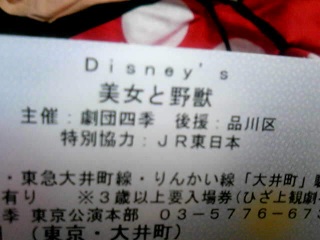 Disney's
美女と野獣
主催：劇団四季 後援：品川区
特別協力：ＪＲ東日本
・東急大井町線・りんかい線「大井町」
有り ※３歳以上要入場券（ひざ上観劇
季 東京公演本部 ０３－５７７６－６７
（東京・大井町）